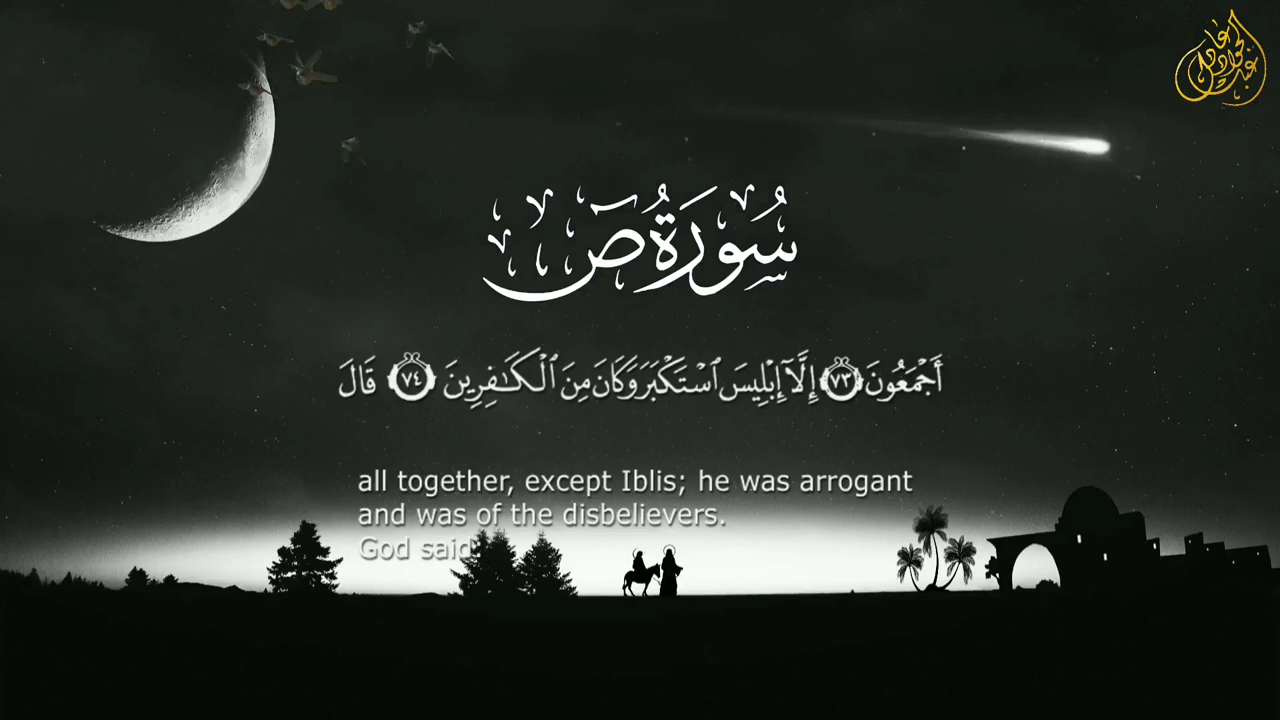 سُورَةُ صٓ
أَجْمَعُونَ ٧٣ إِلَّآ إِبْلِيسَ ٱسْتَكْبَرَ وَكَانَ مِنَ ٱلْكَـٰفِرِينَ ٧٤ قَالَ
all together, except Iblis; he was arrogant
and was of the disbelievers.
God said